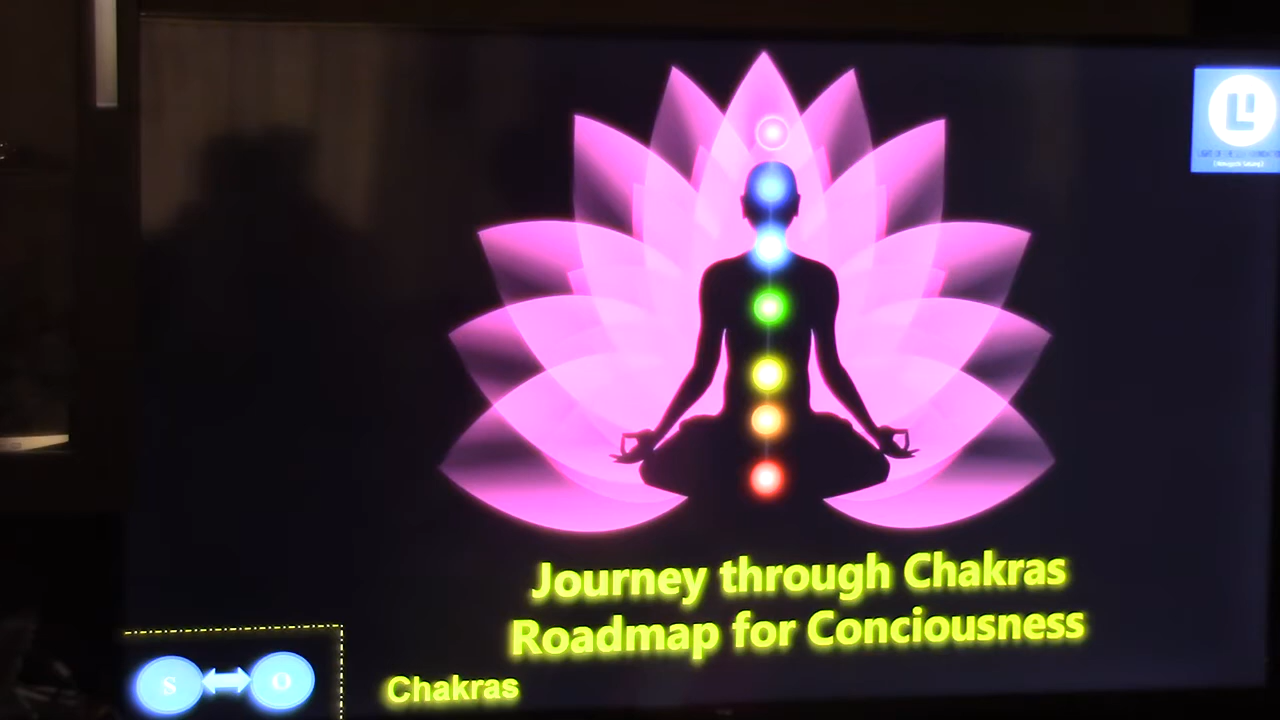 Journey through Chakras
Roadmap for Conciousness
Chakras
S
O